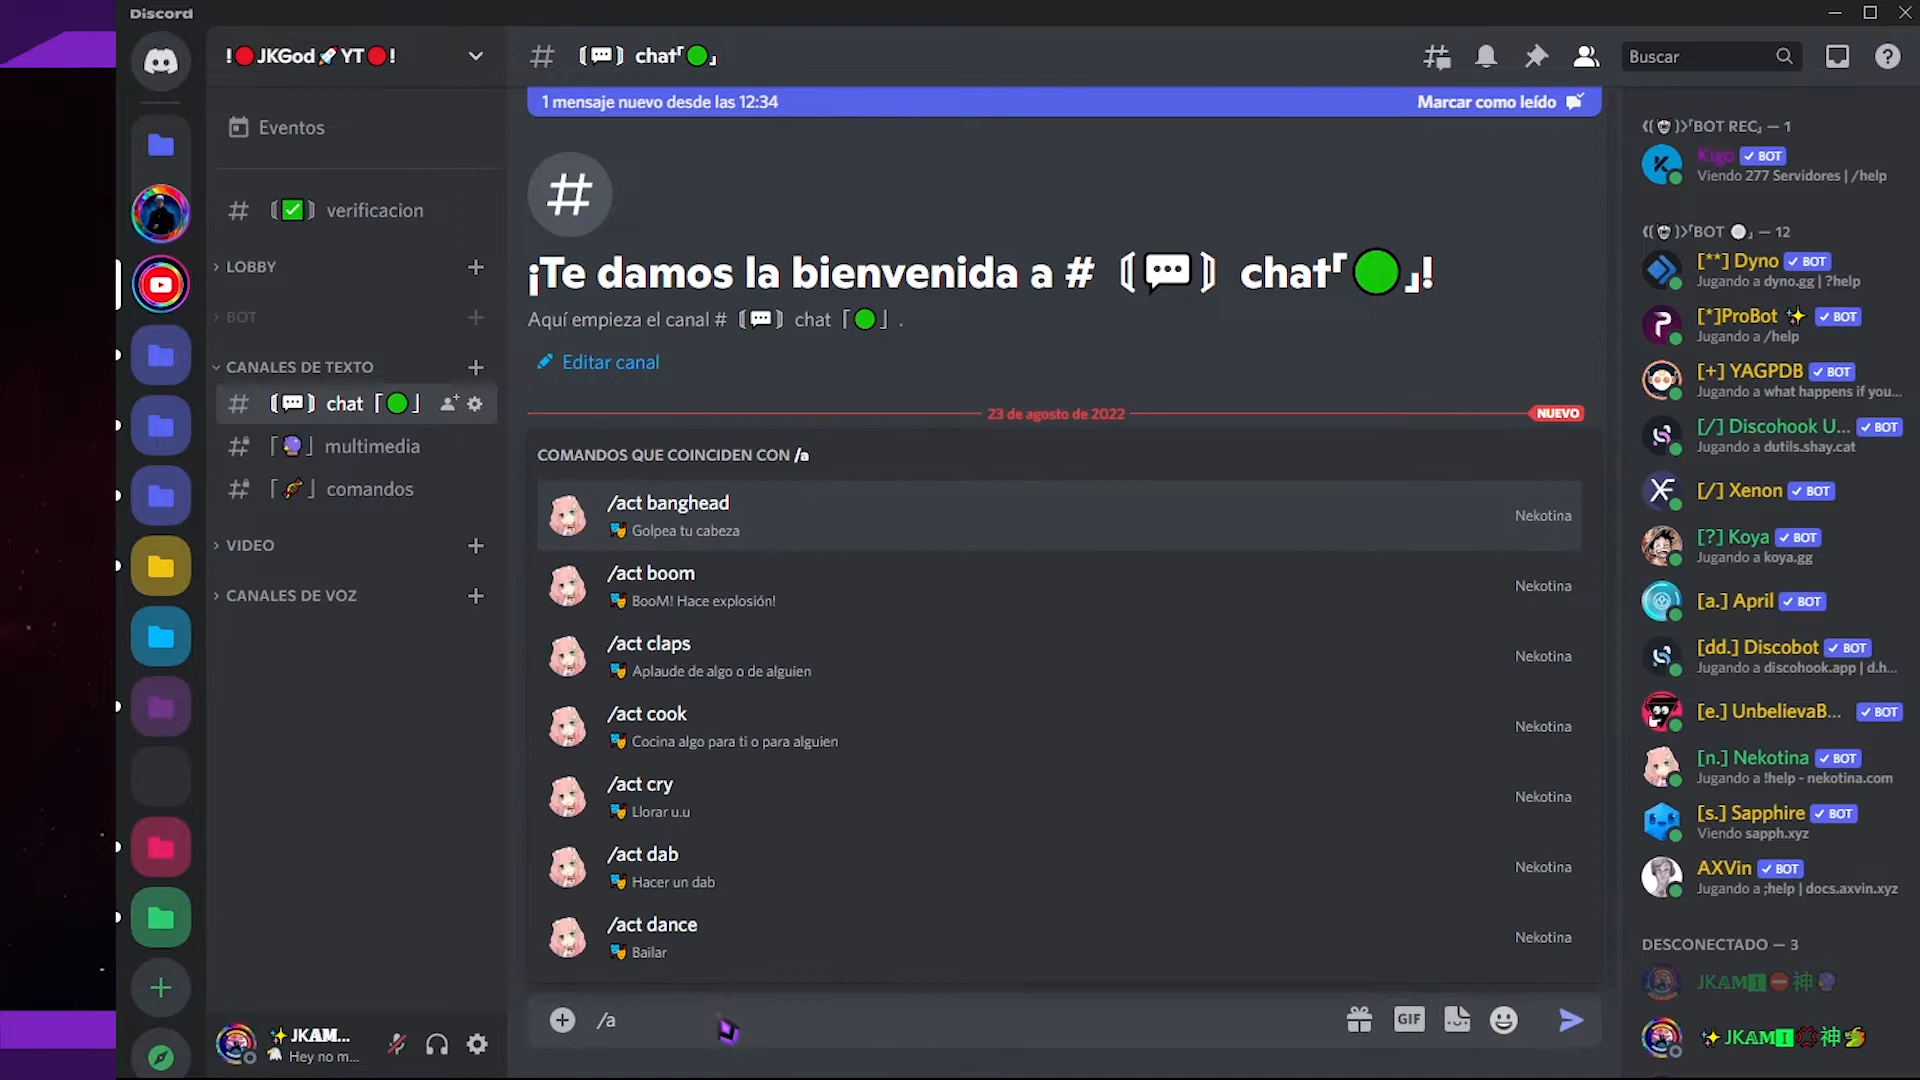 Discord
!🔴JKGod🚀YT🔴!
Eventos
⟬✅⟭ verificacion
LOBBY
BOT
CANALES DE TEXTO
⟬💬⟭ chat「🟢」
「🔮」multimedia
「🧨」comandos
VIDEO
CANALES DE VOZ
✨JKAM...
Hey no m...
⟬💬⟭ chat「🟢」
Buscar
1 mensaje nuevo desde las 12:34
Marcar como leído
¡Te damos la bienvenida a # ⟬💬⟭ chat「🟢」!
Aquí empieza el canal # ⟬💬⟭ chat「🟢」.
Editar canal
23 de agosto de 2022
NUEVO
COMANDOS QUE COINCIDEN CON /a
/act banghead
🎭 Golpea tu cabeza
Nekotina
/act boom
🎭 BooM! Hace explosión!
Nekotina
/act claps
🎭 Aplaude de algo o de alguien
Nekotina
/act cook
🎭 Cocina algo para ti o para alguien
Nekotina
/act cry
🎭 Llorar u.u
Nekotina
/act dab
🎭 Hacer un dab
Nekotina
/act dance
🎭 Bailar
Nekotina
/a
GIF
⟪BOT REC」— 1
Kigo ✓ BOT
Viendo 277 Servidores | /help
BOT ⚪」— 12
[**] Dyno ✓ BOT
Jugando a dyno.gg | ?help
[*]ProBot ✨ ✓ BOT
Jugando a /help
[+] YAGPDB ✓ BOT
Jugando a what happens if you...
[/] Discohook U... ✓ BOT
Jugando a dutils.shay.cat
[/] Xenon ✓ BOT
[?] Koya ✓ BOT
Jugando a koya.gg
[a.] April ✓ BOT
[dd.] Discobot ✓ BOT
Jugando a discohook.app | d.h...
[e.] UnbelievaB... ✓ BOT
[n.] Nekotina ✓ BOT
Jugando a !help - nekotina.com
[s.] Sapphire ✓ BOT
Viendo sapph.xyz
AXVin ✓ BOT
Jugando a ;help | docs.axvin.xyz
DESCONECTADO — 3
JKAMI⛔神🔮
✨JKAMI💢神🐲